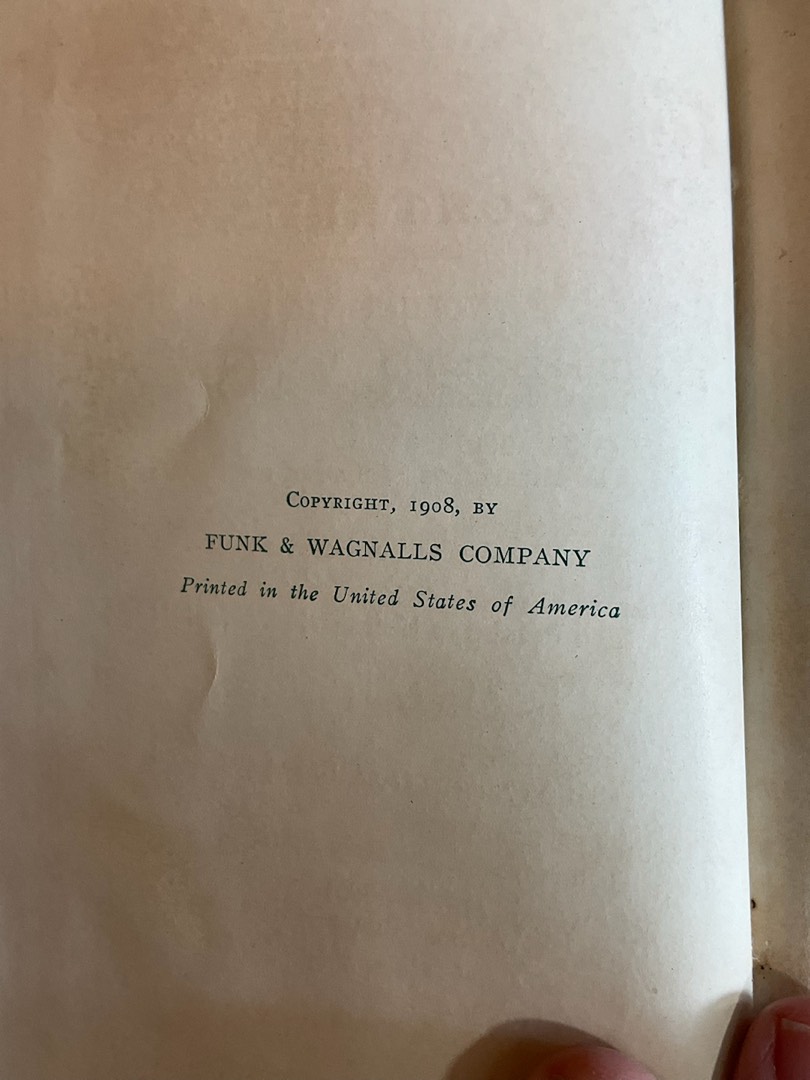 Copyright, 1908, by
FUNK & WAGNALLS COMPANY
Printed in the United States of America